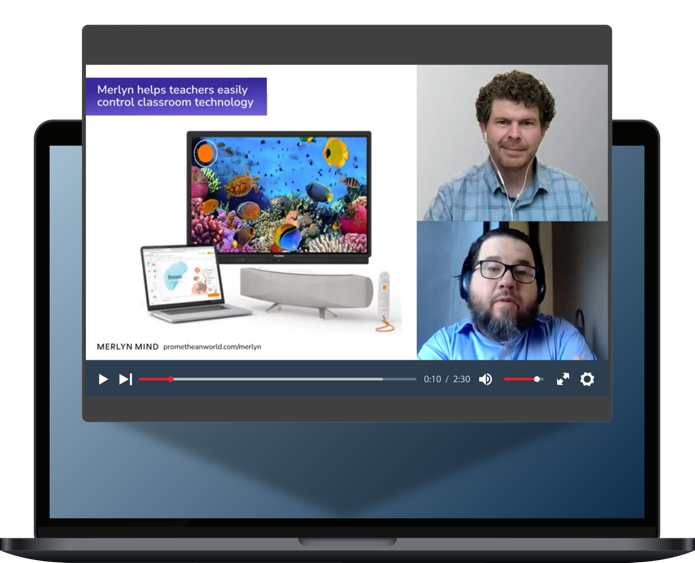 Merlyn helps teachers easily
control classroom technology
MERLYN MIND prometheanworld.com/merlyn
0:10 / 2:30